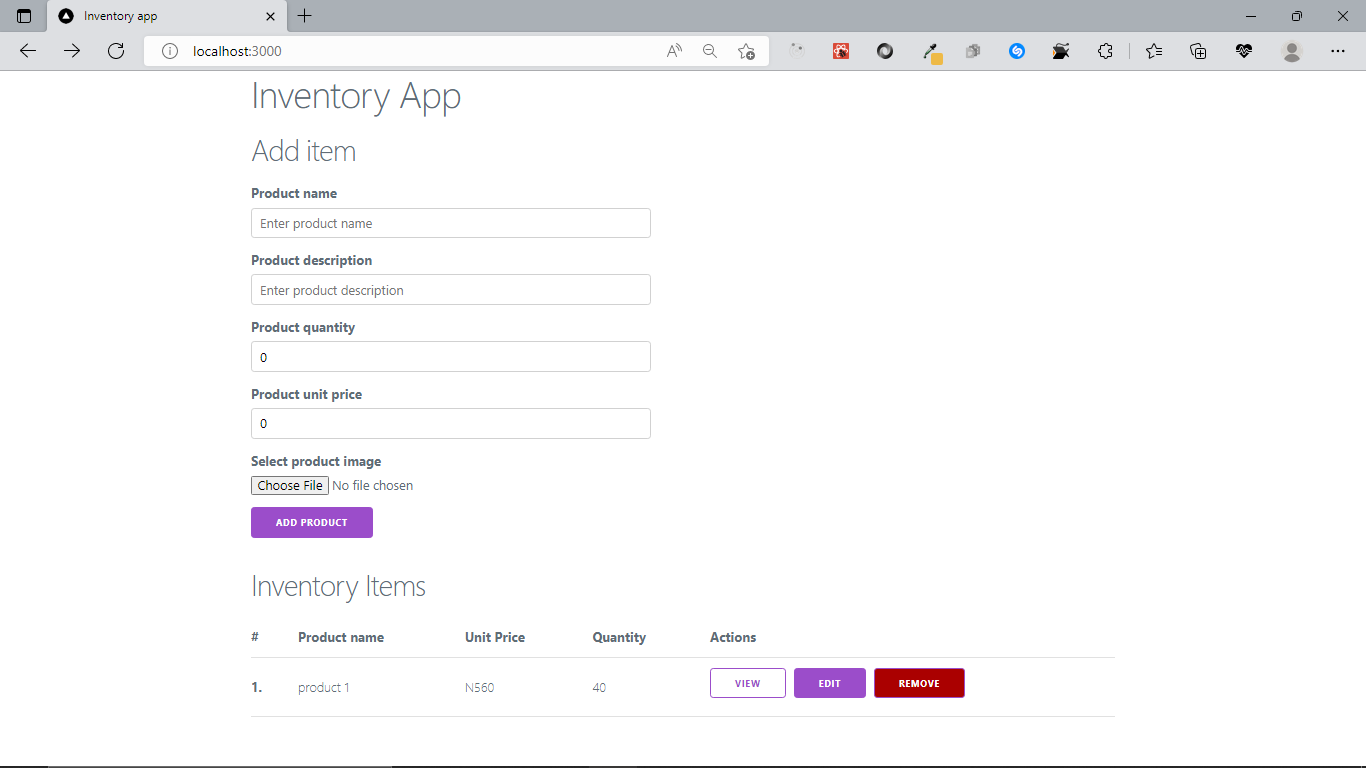 Inventory app
localhost:3000
Inventory App
Add item
Product name
Enter product name
Product description
Enter product description
Product quantity
0
Product unit price
0
Select product image
Choose File No file chosen
ADD PRODUCT
Inventory Items
# Product name Unit Price Quantity Actions
1. product 1 N560 40 VIEW EDIT REMOVE